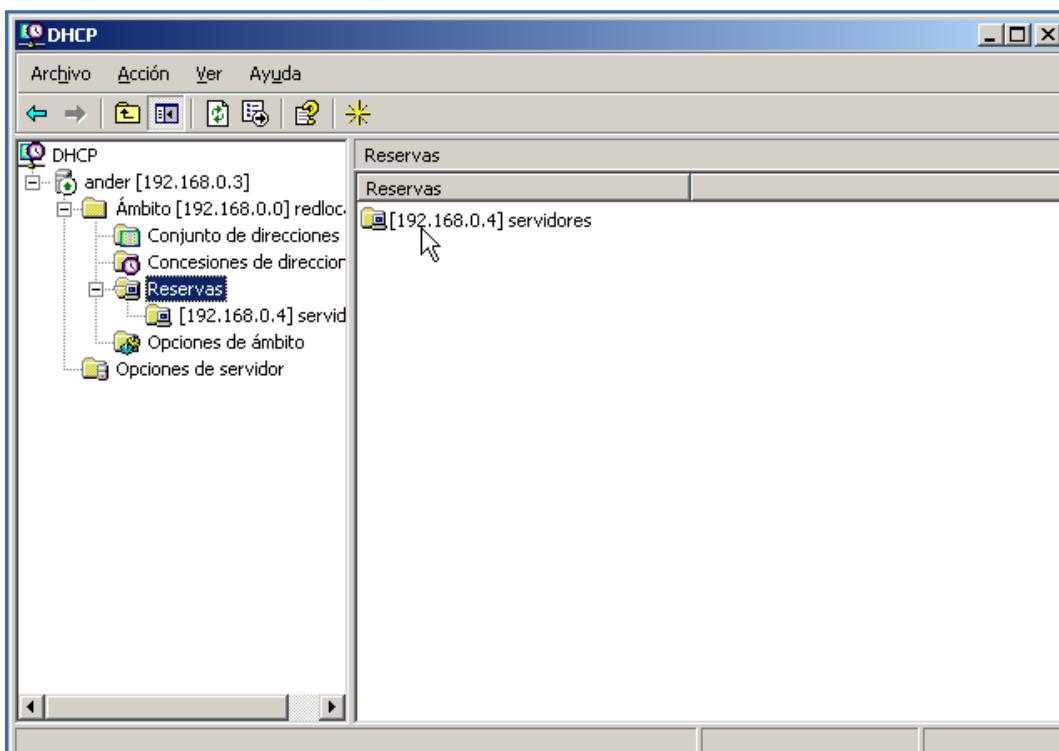 DHCP
Archivo Acción Ver Ayuda
DHCP
ander [192.168.0.3]
Ámbito [192.168.0.0] redloc
Conjunto de direcciones
Concesiones de direccior
Reservas
[192.168.0.4] servid
Opciones de ámbito
Opciones de servidor
Reservas
Reservas
[192.168.0.4] servidores